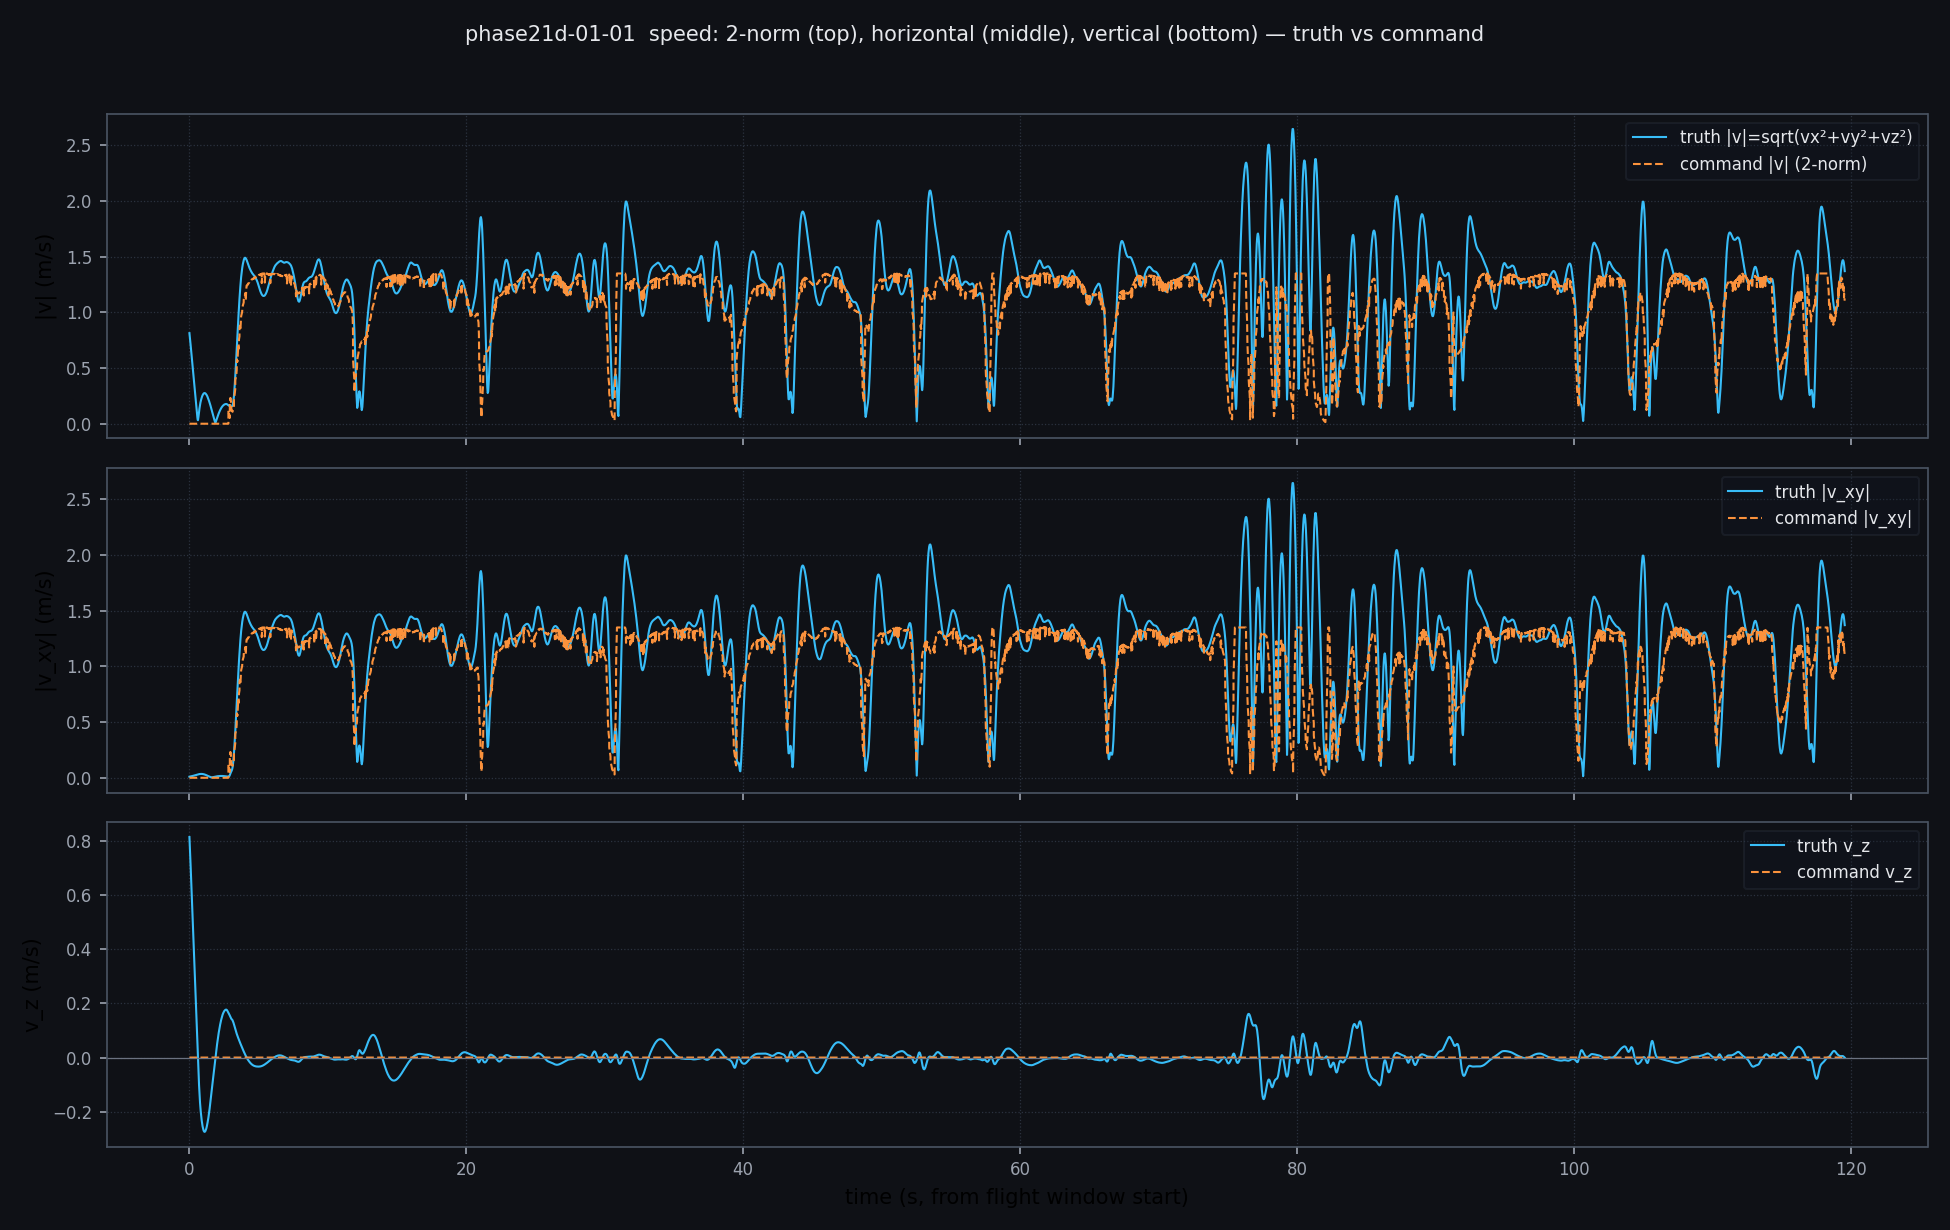 phase21d-01-01  speed: 2-norm (top), horizontal (middle), vertical (bottom) — truth vs command
|v| (m/s)
2.5
2.0
1.5
1.0
0.5
0.0
truth |v|=sqrt(vx²+vy²+vz²)
command |v| (2-norm)
|v_xy| (m/s)
2.5
2.0
1.5
1.0
0.5
0.0
truth |v_xy|
command |v_xy|
v_z (m/s)
0.8
0.6
0.4
0.2
0.0
−0.2
truth v_z
command v_z
0 20 40 60 80 100 120
time (s, from flight window start)